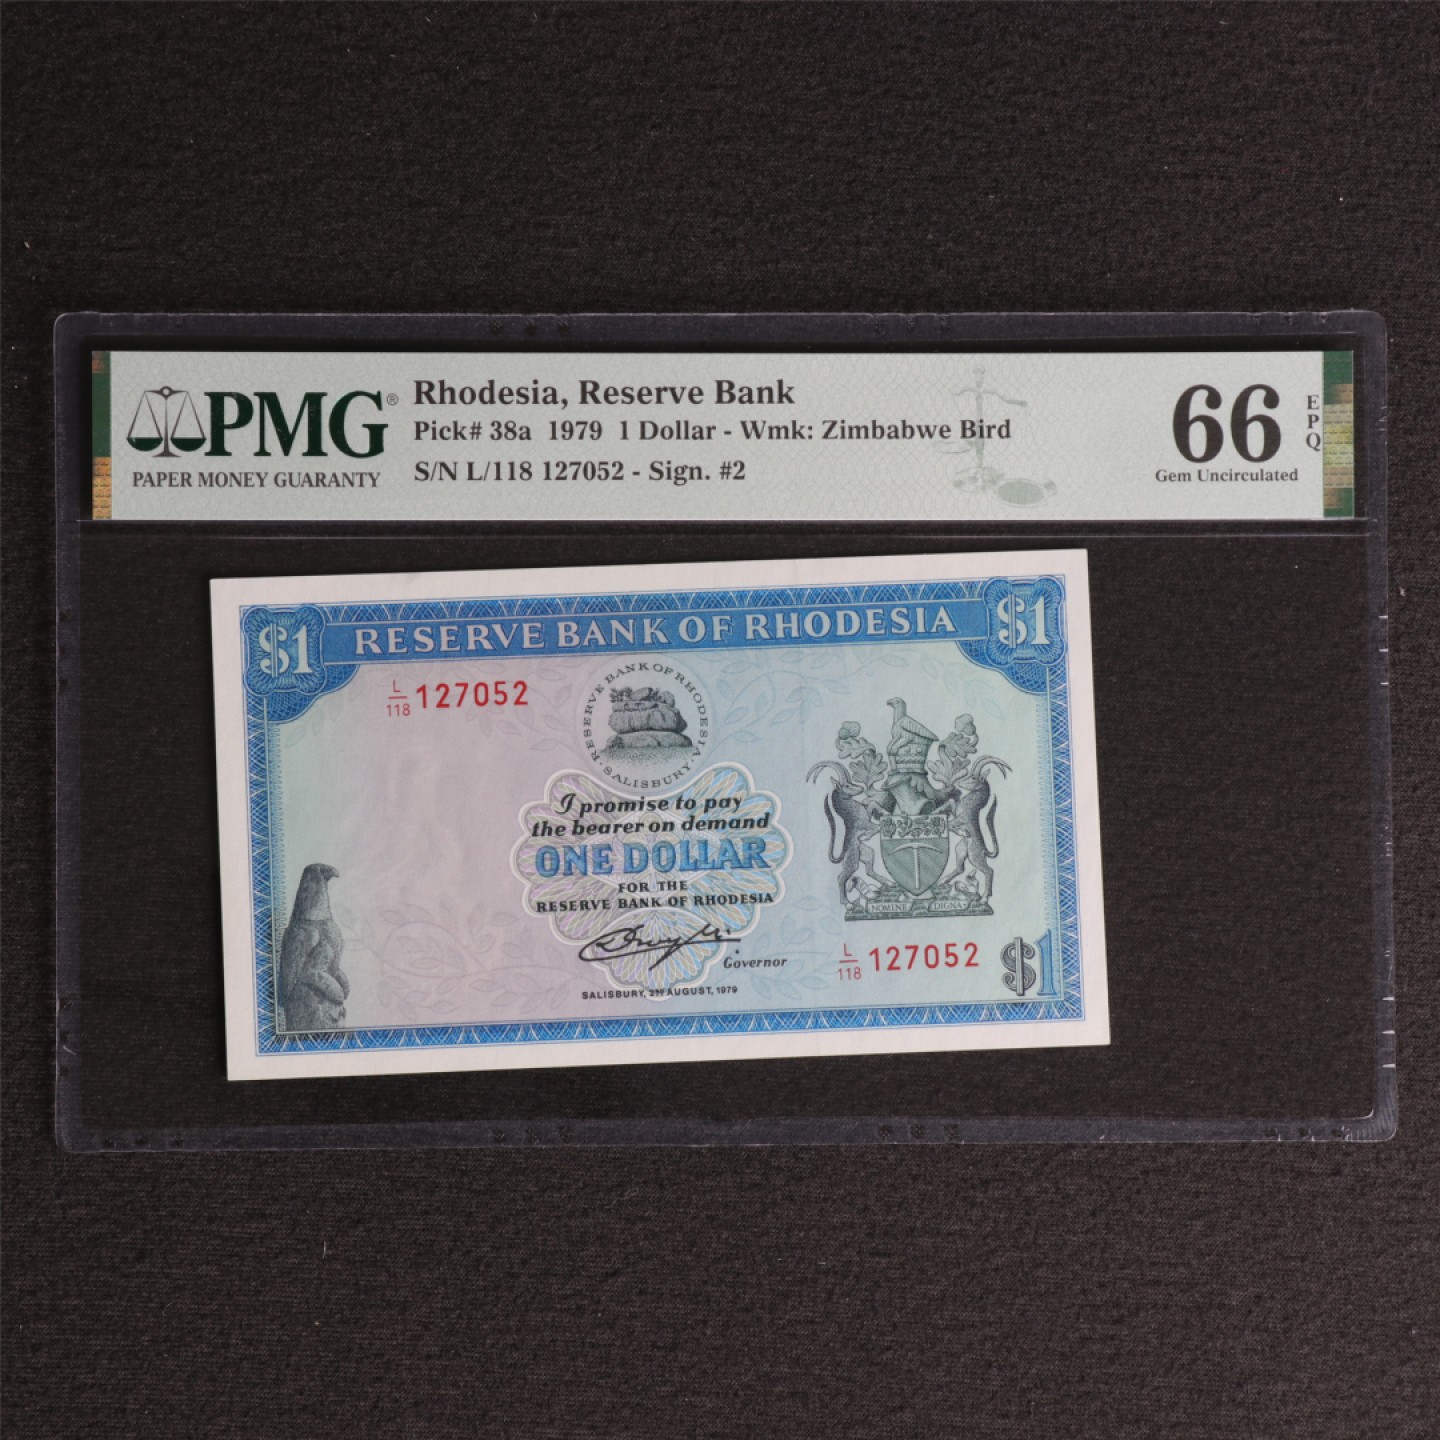 PMG®
PAPER MONEY GUARANTY
Rhodesia, Reserve Bank
Pick# 38a 1979 1 Dollar - Wmk: Zimbabwe Bird
S/N L/118 127052 - Sign. #2
66
EPQ
Gem Uncirculated
$1
RESERVE BANK OF RHODESIA
$1
L/118 127052
RESERVE BANK OF RHODESIA
· SALISBURY ·
I promise to pay
the bearer on demand
ONE DOLLAR
FOR THE
RESERVE BANK OF RHODESIA
Governor
SALISBURY, 2ND AUGUST, 1979
NOMINE DIGNA
L/118 127052
$1